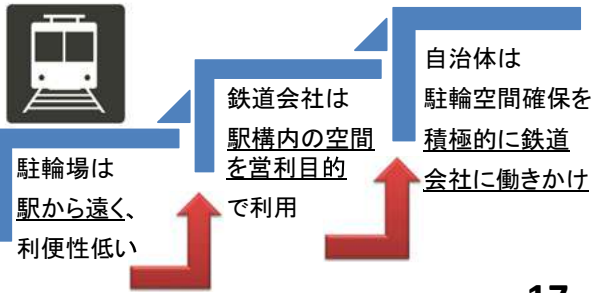 駐輪場は
駅から遠く、
利便性低い
鉄道会社は
駅構内の空間
を営利目的
で利用
自治体は
駐輪空間確保を
積極的に鉄道
会社に働きかけ
17